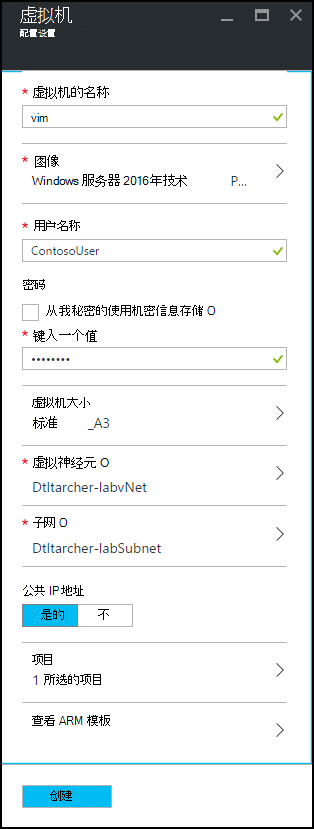 虚拟机
配置设置
* 虚拟机的名称
vim
* 图像
Windows 服务器 2016年技术 P...
* 用户名称
ContosoUser
密码
从我秘密的使用机密信息存储 O
* 键入一个值
••••••••
虚拟机大小
标准 _A3
* 虚拟神经元 O
Dtltarcher-labvNet
* 子网 O
Dtltarcher-labSubnet
公共 IP 地址
是的 不
项目
1 所选的项目
查看 ARM 模板
创建